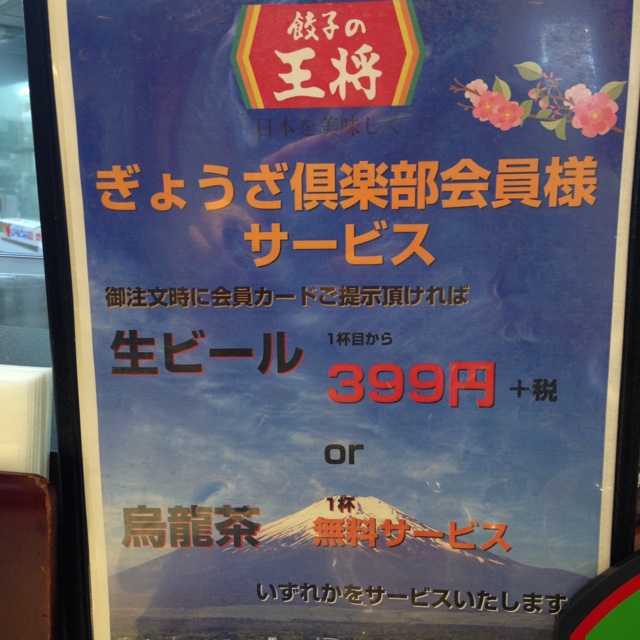 餃子の
王将
日本を美味しく
ぎょうざ倶楽部会員様
サービス
御注文時に会員カードご提示頂ければ
生ビール 1杯目から 399円 +税
or
烏龍茶 1杯 無料サービス
いずれかをサービスいたします